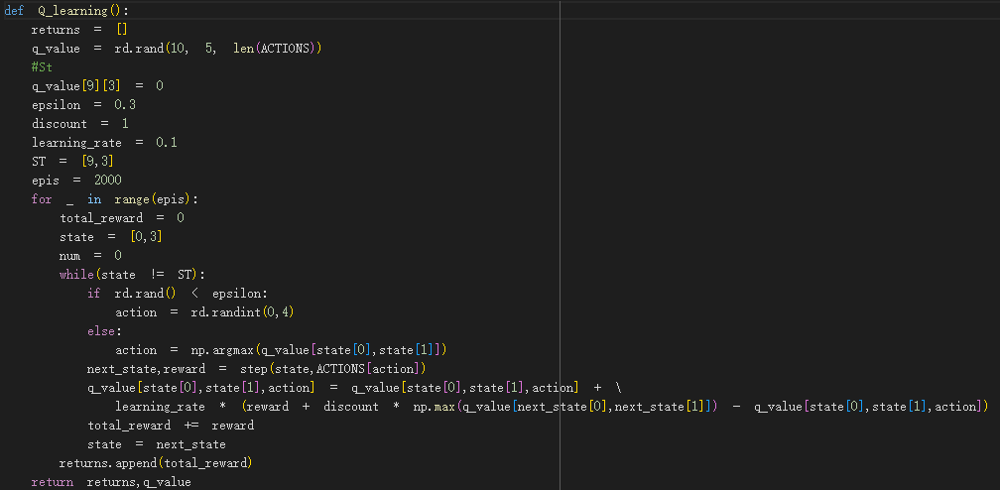 def Q_learning():
    returns = []
    q_value = rd.rand(10, 5, len(ACTIONS))
    #St
    q_value[9][3] = 0
    epsilon = 0.3
    discount = 1
    learning_rate = 0.1
    ST = [9,3]
    epis = 2000
    for _ in range(epis):
        total_reward = 0
        state = [0,3]
        num = 0
        while(state != ST):
            if rd.rand() < epsilon:
                action = rd.randint(0,4)
            else:
                action = np.argmax(q_value[state[0],state[1]])
            next_state,reward = step(state,ACTIONS[action])
            q_value[state[0],state[1],action] = q_value[state[0],state[1],action] + \
                learning_rate * (reward + discount * np.max(q_value[next_state[0],next_state[1]]) - q_value[state[0],state[1],action])
            total_reward += reward
            state = next_state
        returns.append(total_reward)
    return returns,q_value